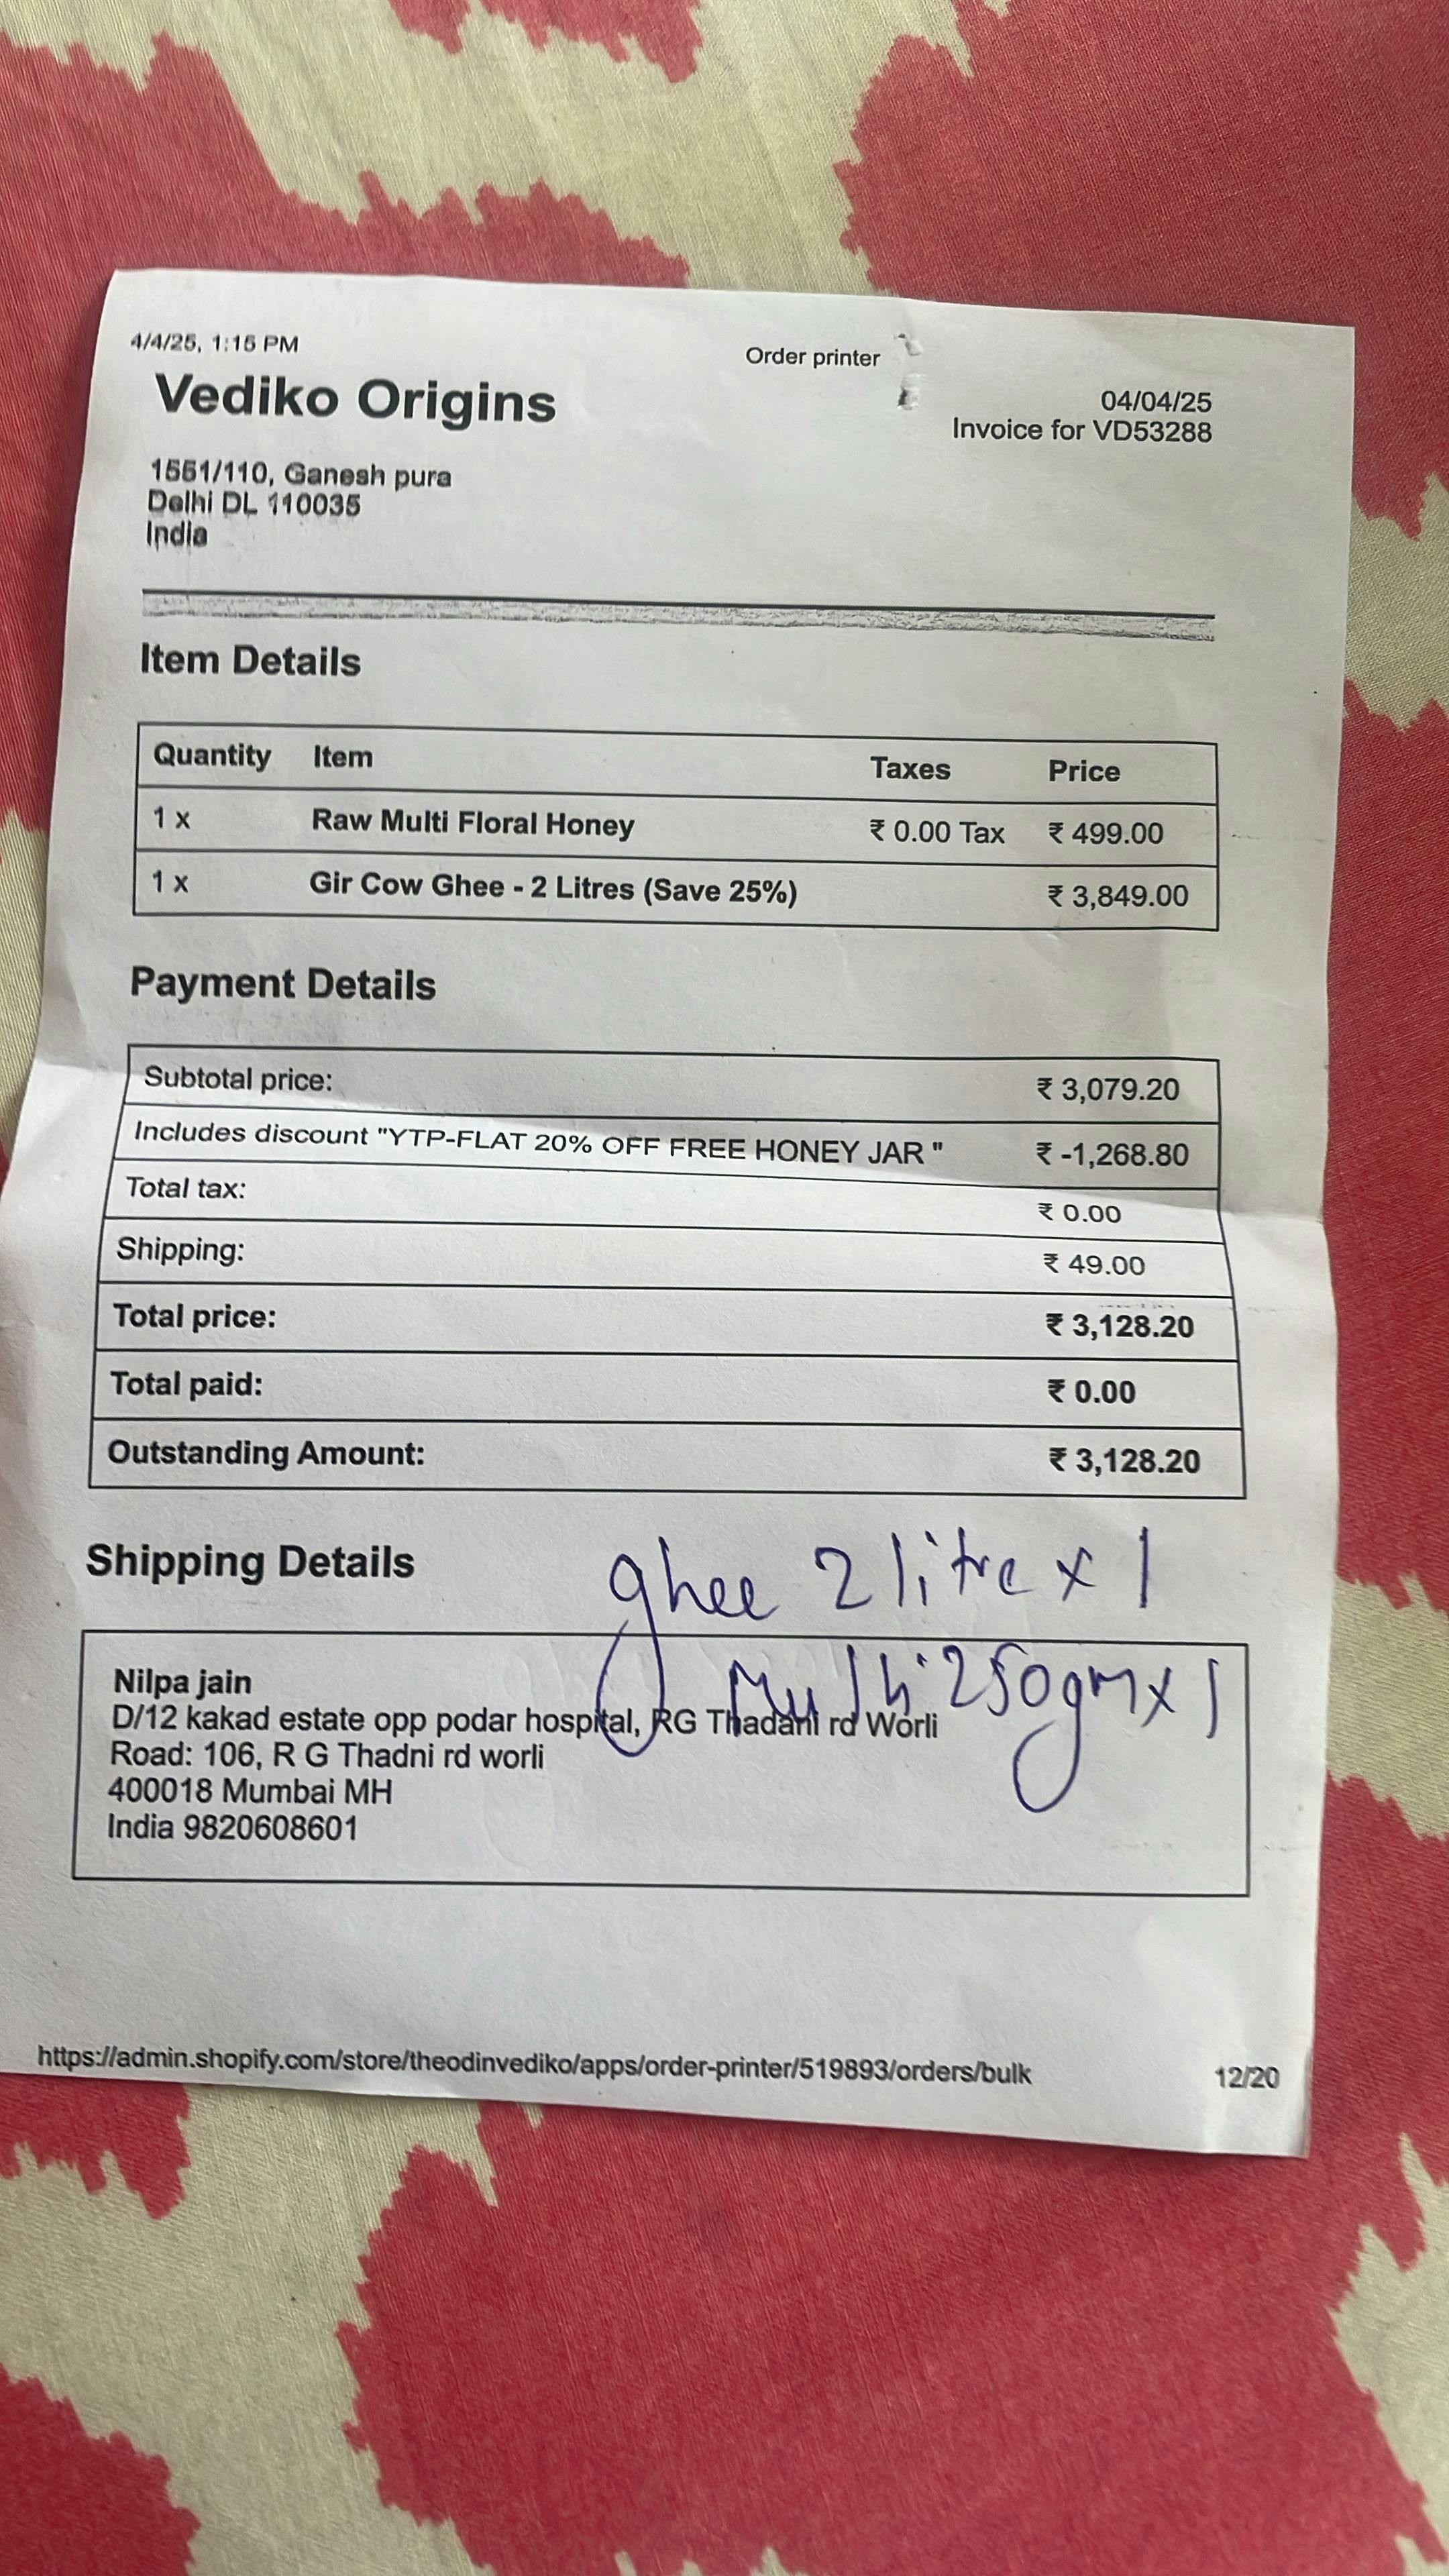 4/4/25, 1:15 PM
Order printer
Vediko Origins
04/04/25
Invoice for VD53288
1551/110, Ganesh pura
Delhi DL 110035
India
Item Details
Quantity Item Taxes Price
1 x Raw Multi Floral Honey ₹ 0.00 Tax ₹ 499.00
1 x Gir Cow Ghee - 2 Litres (Save 25%) ₹ 3,849.00
Payment Details
Subtotal price: ₹ 3,079.20
Includes discount "YTP-FLAT 20% OFF FREE HONEY JAR " ₹ -1,268.80
Total tax: ₹ 0.00
Shipping: ₹ 49.00
Total price: ₹ 3,128.20
Total paid: ₹ 0.00
Outstanding Amount: ₹ 3,128.20
Shipping Details
ghee 2 litre x 1
Multi 250gm x 1
Nilpa jain
D/12 kakad estate opp podar hospital, RG Thadani rd Worli
Road: 106, R G Thadni rd worli
400018 Mumbai MH
India 9820608601
https://admin.shopify.com/store/theodinvediko/apps/order-printer/519893/orders/bulk
12/20